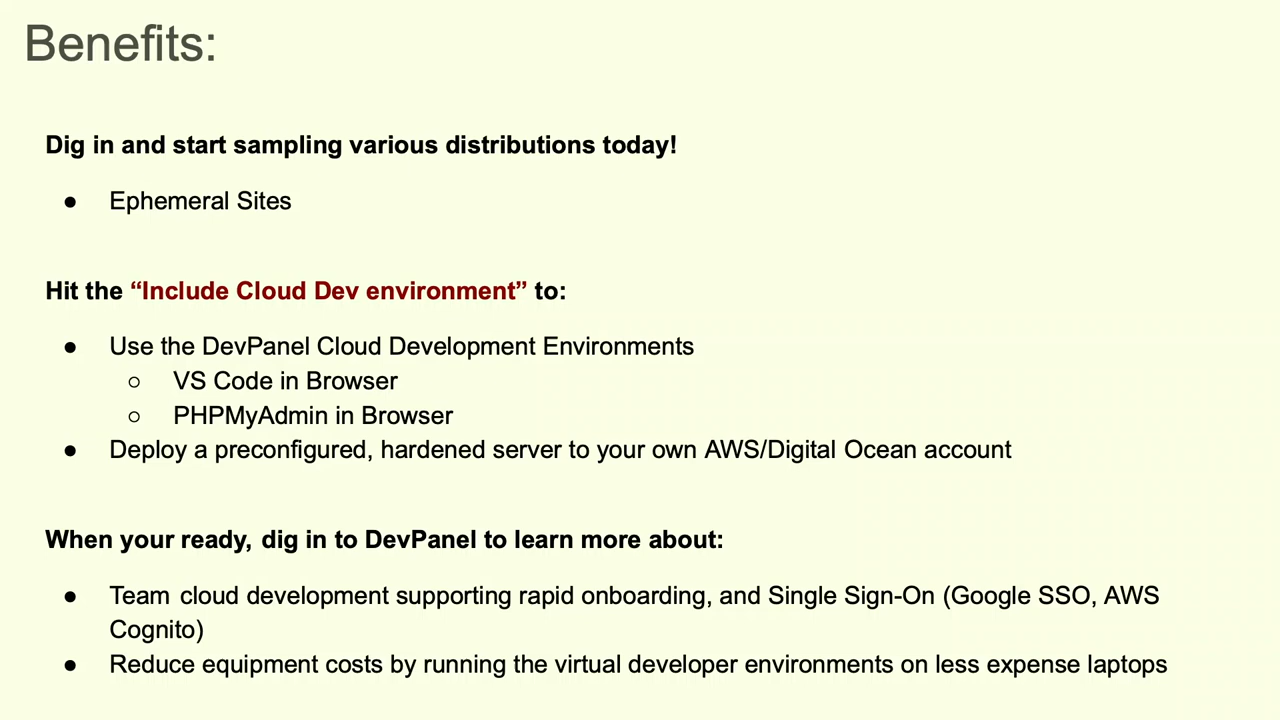 Benefits:
Dig in and start sampling various distributions today!
● Ephemeral Sites
Hit the “Include Cloud Dev environment” to:
● Use the DevPanel Cloud Development Environments
○ VS Code in Browser
○ PHPMyAdmin in Browser
● Deploy a preconfigured, hardened server to your own AWS/Digital Ocean account
When your ready, dig in to DevPanel to learn more about:
● Team cloud development supporting rapid onboarding, and Single Sign-On (Google SSO, AWS
Cognito)
● Reduce equipment costs by running the virtual developer environments on less expense laptops